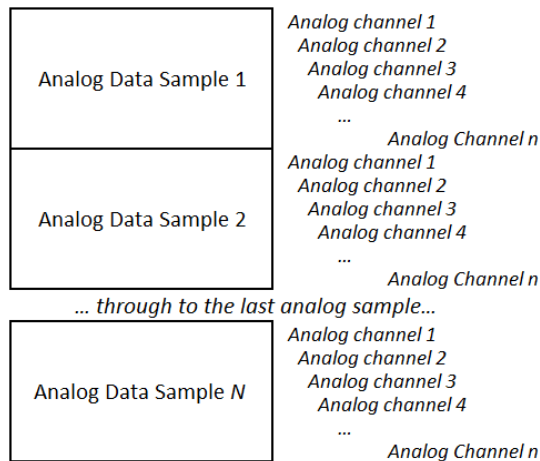 Analog Data Sample 1
Analog channel 1
Analog channel 2
Analog channel 3
Analog channel 4
...
Analog Channel n
Analog Data Sample 2
Analog channel 1
Analog channel 2
Analog channel 3
Analog channel 4
...
Analog Channel n
... through to the last analog sample...
Analog Data Sample N
Analog channel 1
Analog channel 2
Analog channel 3
Analog channel 4
...
Analog Channel n